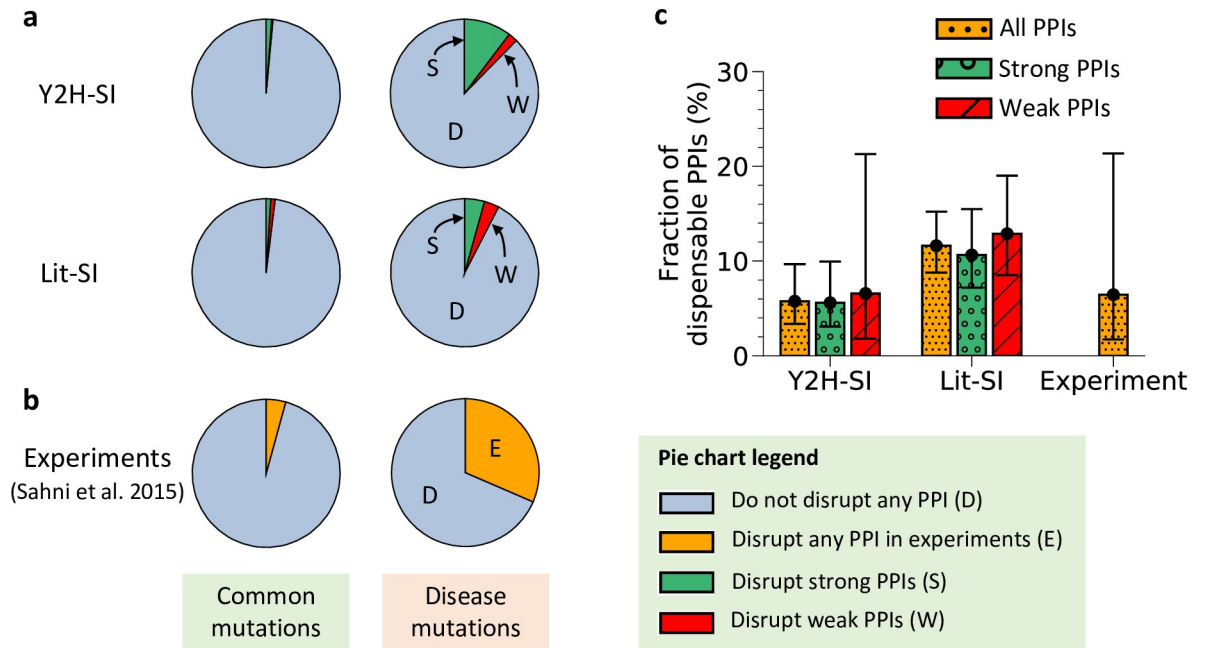 a
Y2H-SI
S
W
D
Lit-SI
S
W
D
b
Experiments
(Sahni et al. 2015)
E
D
Common
mutations
Disease
mutations
c
All PPIs
Strong PPIs
Weak PPIs
Fraction of
dispensable PPIs (%)
30
20
10
0
Y2H-SI
Lit-SI
Experiment
Pie chart legend
Do not disrupt any PPI (D)
Disrupt any PPI in experiments (E)
Disrupt strong PPIs (S)
Disrupt weak PPIs (W)